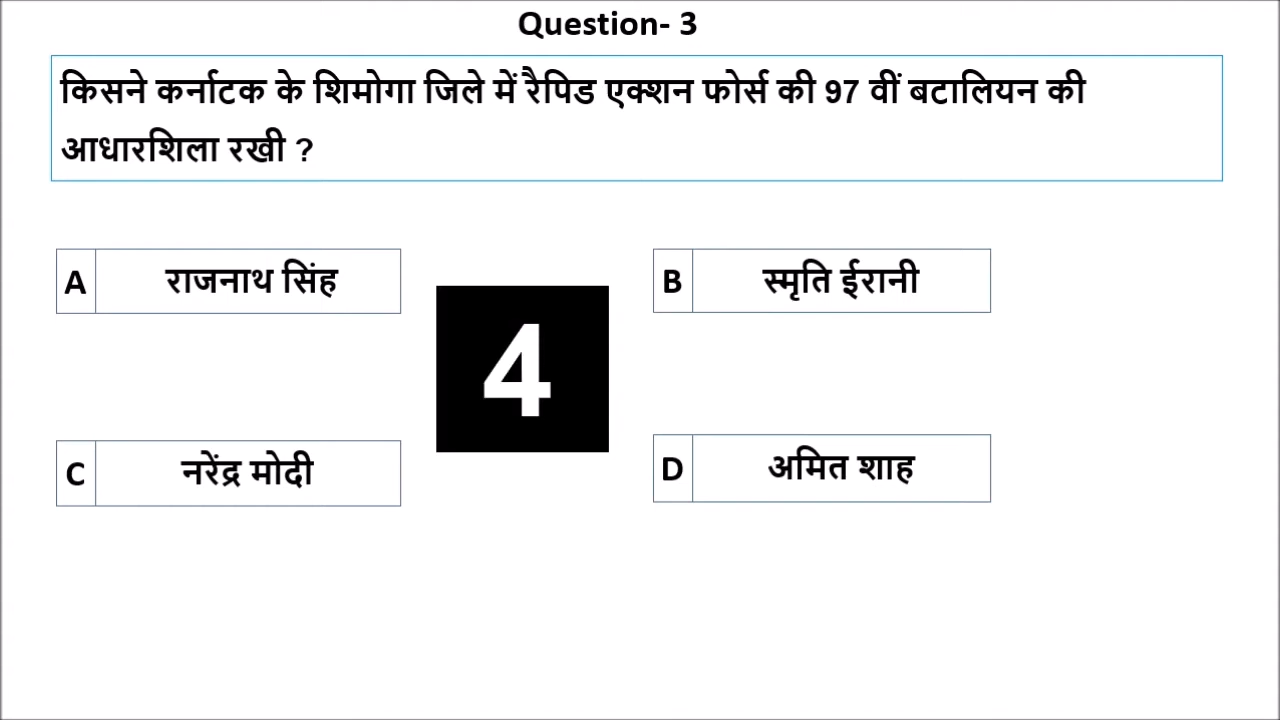 Question- 3
किसने कर्नाटक के शिमोगा जिले में रैपिड एक्शन फोर्स की 97 वीं बटालियन की
आधारशिला रखी ?
A राजनाथ सिंह
B स्मृति ईरानी
4
C नरेंद्र मोदी
D अमित शाह